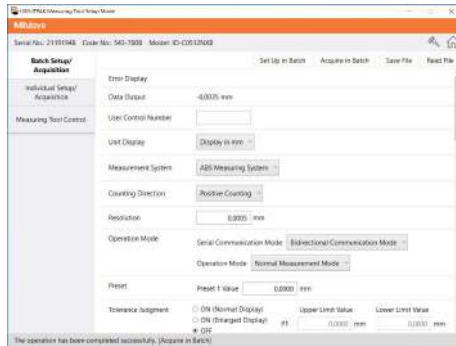 USB-ITPAK Measuring Tool Setup Mode
Mitutoyo
Serial No.: 21191948 Code No.: 543-7908 Model: ID-C0512NXB
Batch Setup/
Acquisition
Individual Setup/
Acquisition
Measuring Tool Control
Set Up in Batch Acquire in Batch Save File Read File
Error Display
Data Output -0.0035 mm
User Control Number
Unit Display Display in mm
Measurement System ABS Measuring System
Counting Direction Positive Counting
Resolution 0.0005 mm
Operation Mode Serial Communication Mode Bidirectional Communication Mode
Operation Mode Normal Measurement Mode
Preset Preset 1 Value 0.0000 mm
Tolerance Judgment ON (Normal Display) Upper Limit Value Lower Limit Value
ON (Enlarged Display) P1 0.0000 mm 0.0000 mm
OFF
The operation has been completed successfully. [Acquire in Batch]